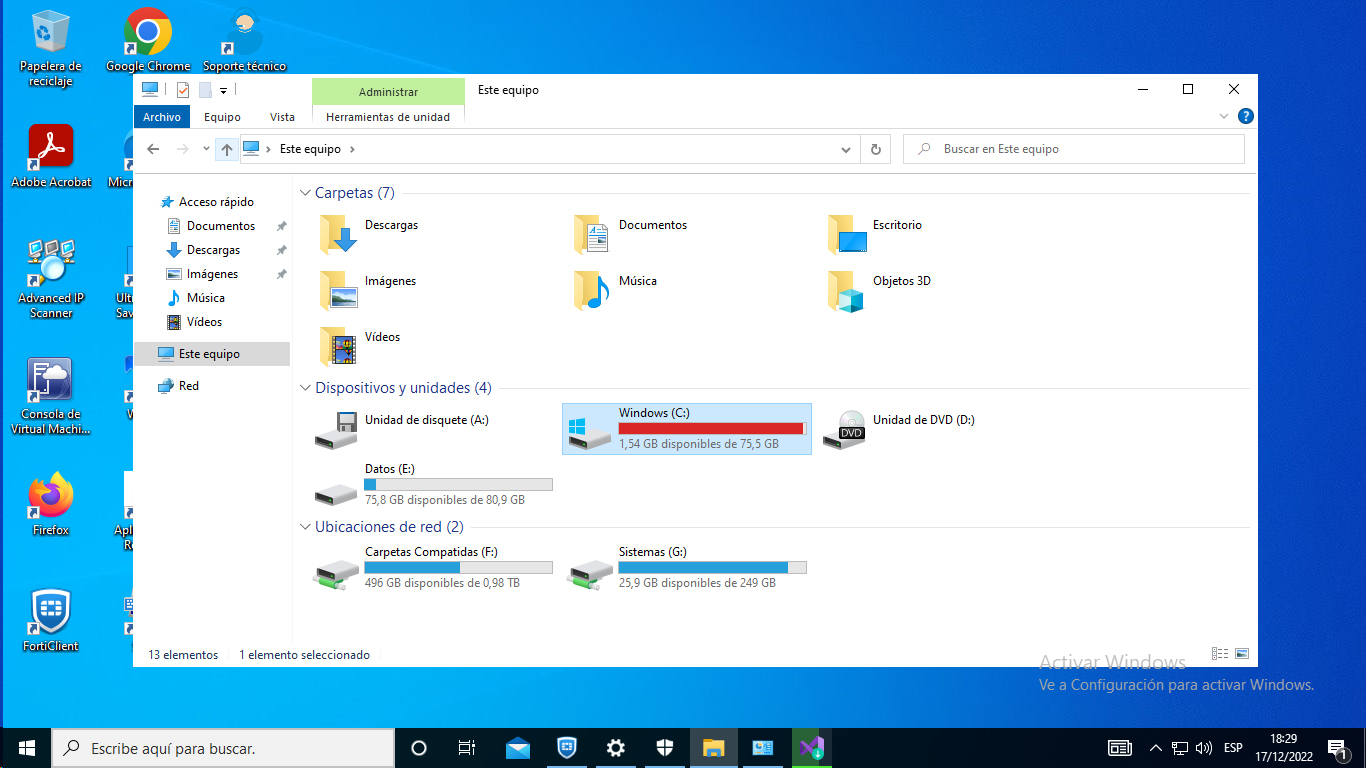 Papelera de
reciclaje
Google Chrome
Soporte técnico
Adobe Acrobat
Advanced IP
Scanner
Consola de
Virtual Machi...
Firefox
FortiClient
Administrar
Este equipo
Archivo
Equipo
Vista
Herramientas de unidad
?
Este equipo
Buscar en Este equipo
Acceso rápido
Documentos
Descargas
Imágenes
Música
Vídeos
Este equipo
Red
Carpetas (7)
Descargas
Documentos
Escritorio
Imágenes
Música
Objetos 3D
Vídeos
Dispositivos y unidades (4)
Unidad de disquete (A:)
Windows (C:)
1,54 GB disponibles de 75,5 GB
DVD
Unidad de DVD (D:)
Datos (E:)
75,8 GB disponibles de 80,9 GB
Ubicaciones de red (2)
Carpetas Compatidas (F:)
496 GB disponibles de 0,98 TB
Sistemas (G:)
25,9 GB disponibles de 249 GB
13 elementos
1 elemento seleccionado
Activar Windows
Ve a Configuración para activar Windows.
Escribe aquí para buscar.
ESP
18:29
17/12/2022
1